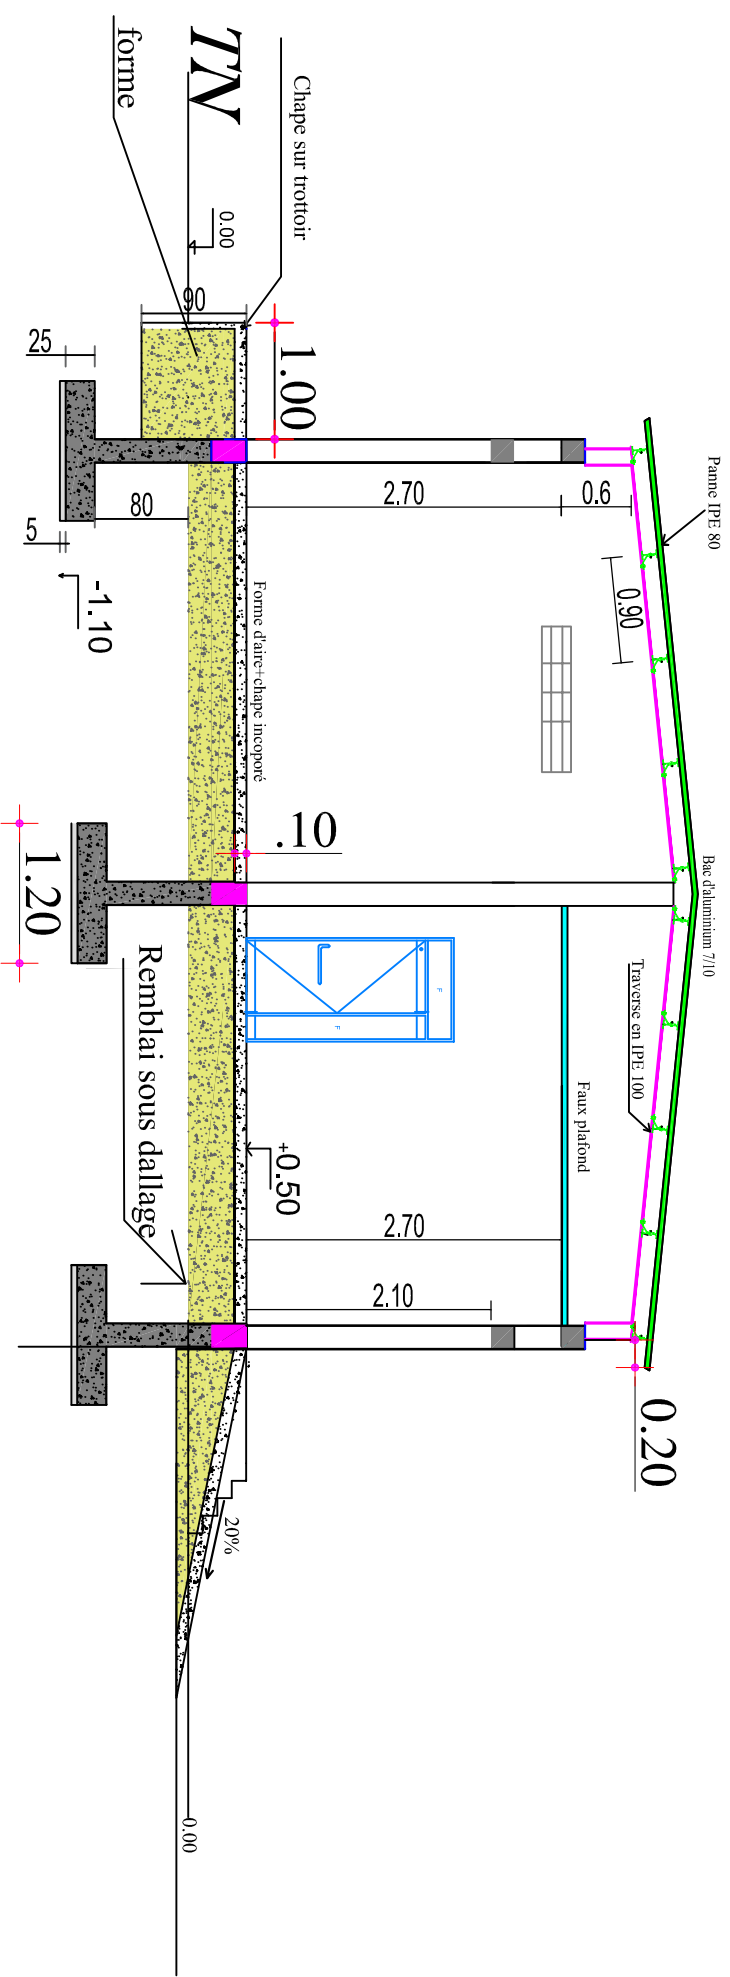 Panne IPE 80
Bac d'aluminium 7/10
Traverse en IPE 100
0.6
0.90
0.20
Faux plafond
2.70
2.70
2.10
F
F
Chape sur trottoir
1.00
TN
0.00
forme
90
Forme d'aire+chape incoporé
.10
+0.50
20%
0.00
25
80
5
-1.10
1.20
Remblai sous dallage